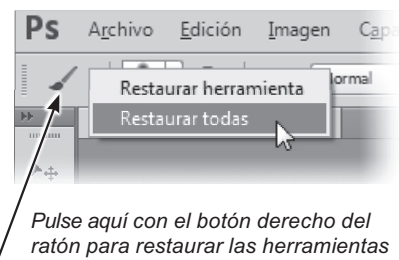 Ps Archivo Edición Imagen Capa
Restaurar herramienta
Restaurar todas
Pulse aquí con el botón derecho del
ratón para restaurar las herramientas